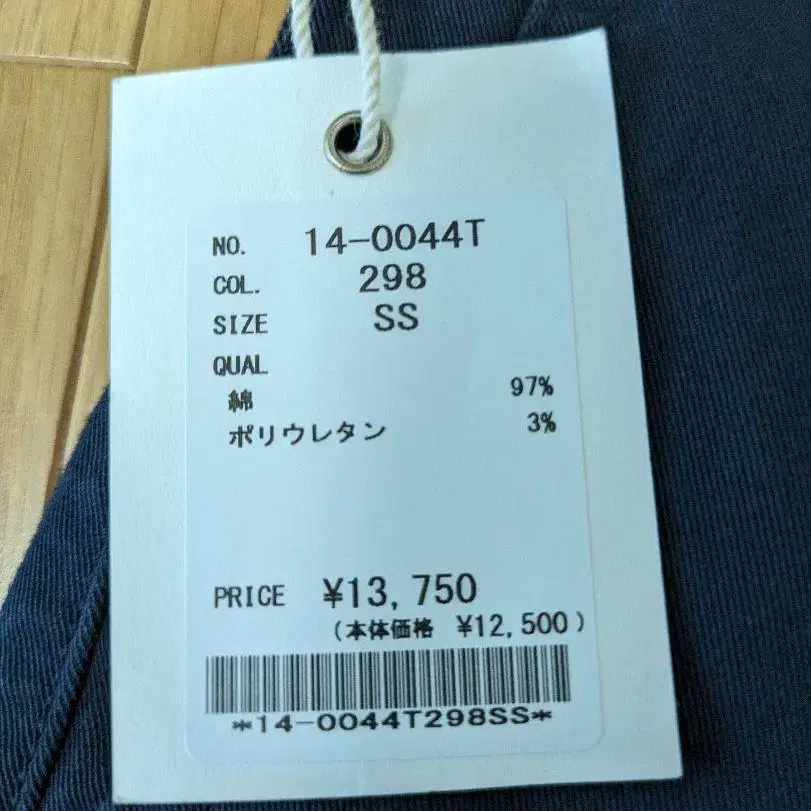 NO. 14-0044T
COL. 298
SIZE SS
QUAL
綿 97%
ポリウレタン 3%
PRICE ¥13,750
(本体価格 ¥12,500)
*14-0044T298SS*